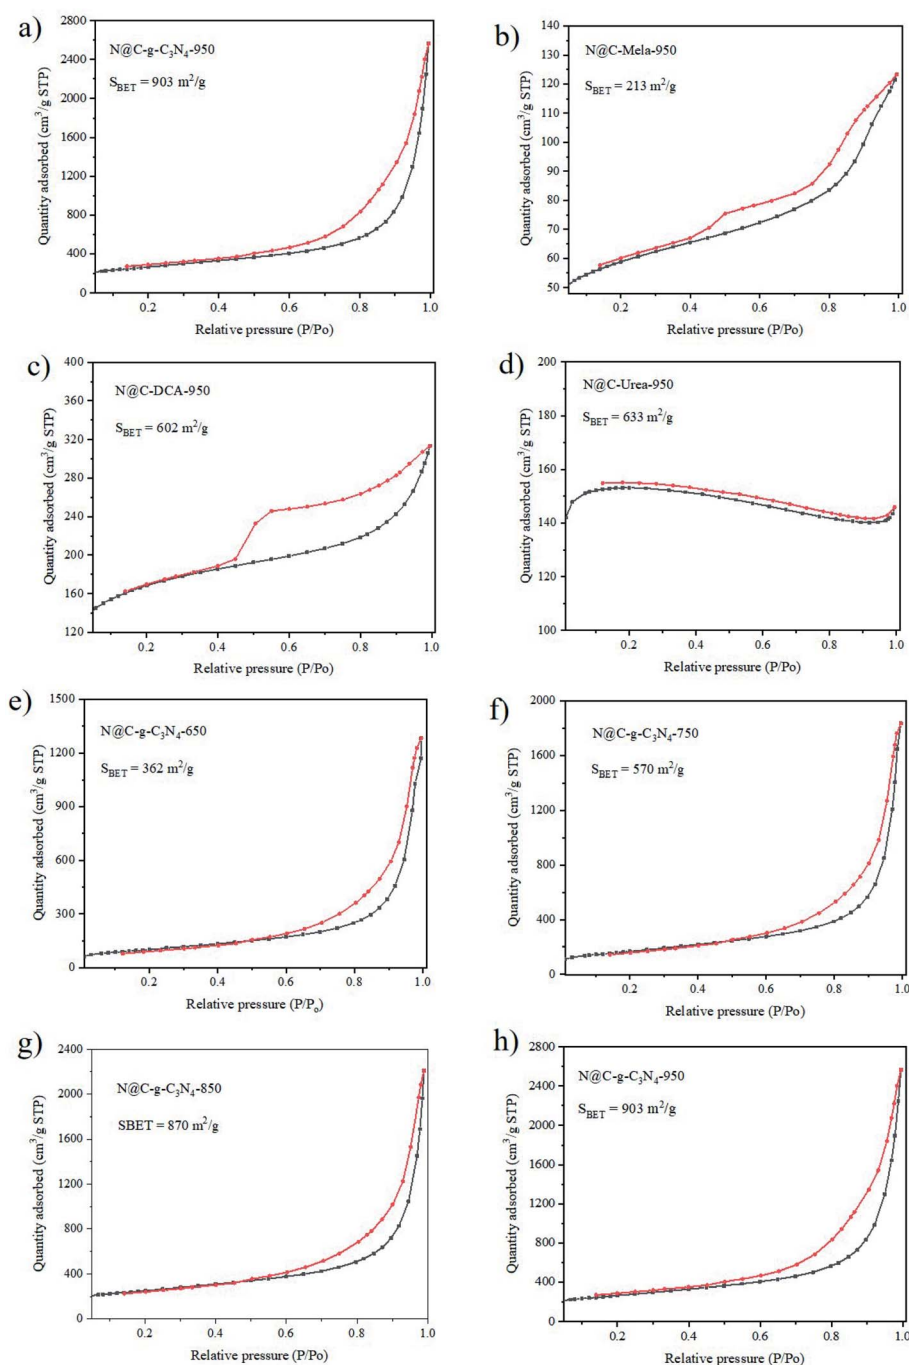 a)
N@C-g-C₃N₄-950
S_BET = 903 m²/g
Quantity adsorbed (cm³/g STP)
2800
2400
2000
1600
1200
800
400
0
0.2 0.4 0.6 0.8 1.0
Relative pressure (P/Po)
b)
N@C-Mela-950
S_BET = 213 m²/g
Quantity adsorbed (cm³/g STP)
140
130
120
110
100
90
80
70
60
50
0.2 0.4 0.6 0.8 1.0
Relative pressure (P/Po)
c)
N@C-DCA-950
S_BET = 602 m²/g
Quantity adsorbed (cm³/g STP)
400
360
320
280
240
200
160
120
0.2 0.4 0.6 0.8 1.0
Relative pressure (P/Po)
d)
N@C-Urea-950
S_BET = 633 m²/g
Quantity adsorbed (cm³/g STP)
200
180
160
140
120
100
0.2 0.4 0.6 0.8 1.0
Relative pressure (P/Po)
e)
N@C-g-C₃N₄-650
S_BET = 362 m²/g
Quantity adsorbed (cm³/g STP)
1500
1200
900
600
300
0
0.2 0.4 0.6 0.8 1.0
Relative pressure (P/Pₒ)
f)
N@C-g-C₃N₄-750
S_BET = 570 m²/g
Quantity adsorbed (cm³/g STP)
2000
1600
1200
800
400
0
0.2 0.4 0.6 0.8 1.0
Relative pressure (P/Po)
g)
N@C-g-C₃N₄-850
SBET = 870 m²/g
Quantity adsorbed (cm³/g STP)
2400
2000
1600
1200
800
400
0
0.2 0.4 0.6 0.8 1.0
Relative pressure (P/Po)
h)
N@C-g-C₃N₄-950
S_BET = 903 m²/g
Quantity adsorbed (cm³/g STP)
2800
2400
2000
1600
1200
800
400
0
0.2 0.4 0.6 0.8 1.0
Relative pressure (P/Po)